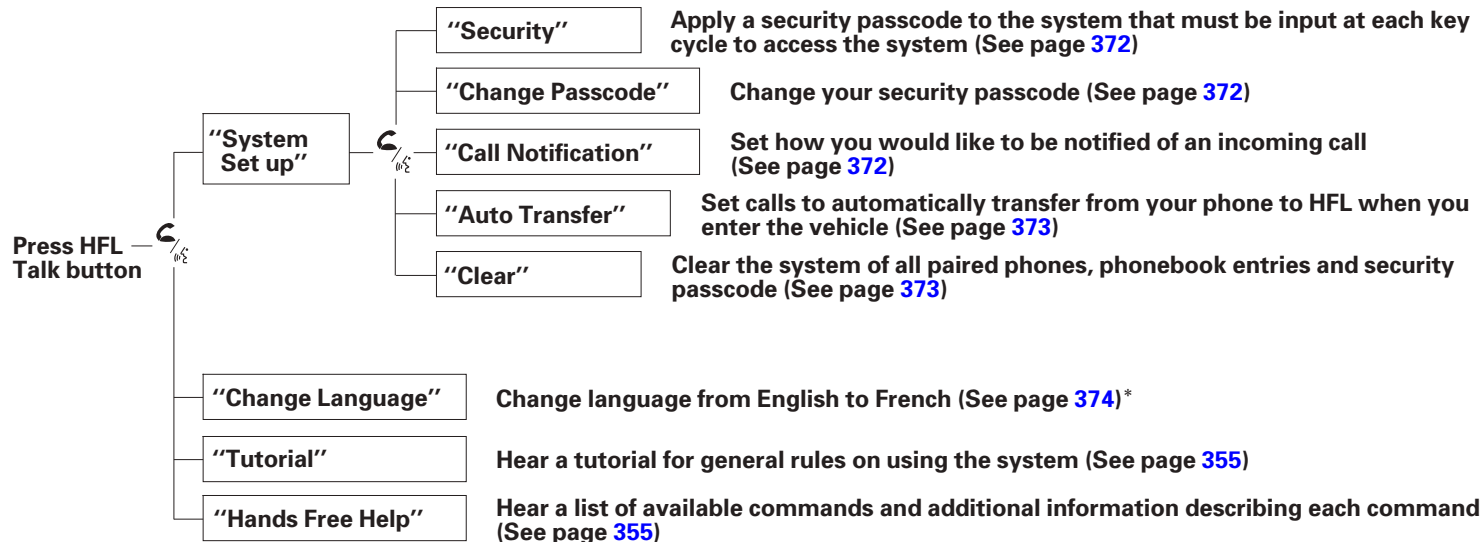 "Security"
Apply a security passcode to the system that must be input at each key
cycle to access the system (See page 372)
"Change Passcode"
Change your security passcode (See page 372)
"System
Set up"
"Call Notification"
Set how you would like to be notified of an incoming call
(See page 372)
"Auto Transfer"
Set calls to automatically transfer from your phone to HFL when you
enter the vehicle (See page 373)
Press HFL
Talk button
"Clear"
Clear the system of all paired phones, phonebook entries and security
passcode (See page 373)
"Change Language"
Change language from English to French (See page 374)*
"Tutorial"
Hear a tutorial for general rules on using the system (See page 355)
"Hands Free Help"
Hear a list of available commands and additional information describing each command
(See page 355)